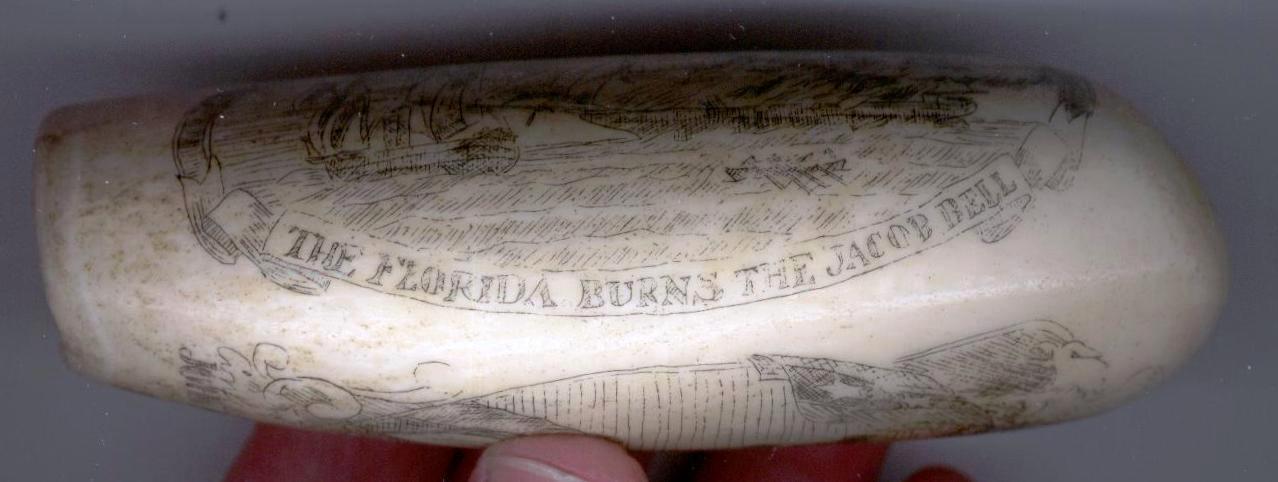 THE FLORIDA BURNS THE JACOB BELL